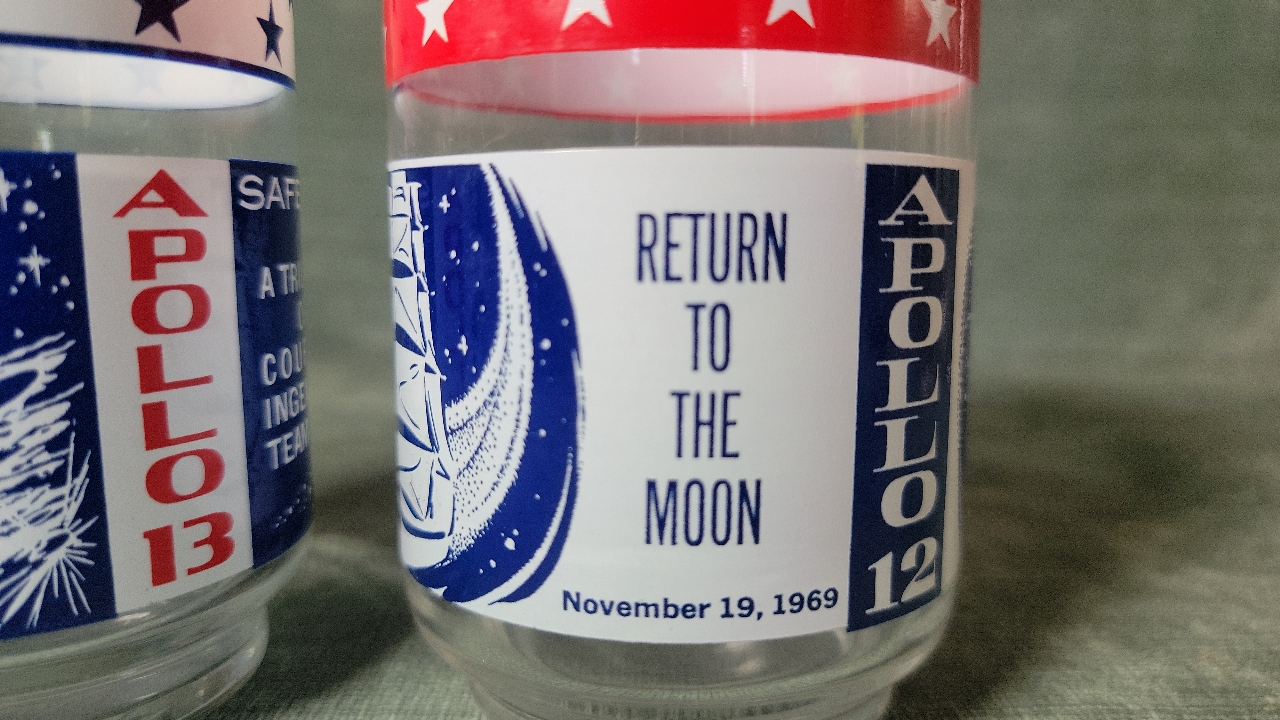 APOLLO 13
SAFE
A TR
COU
INGE
TEAM
RETURN
TO
THE
MOON
November 19, 1969
APOLLO 12